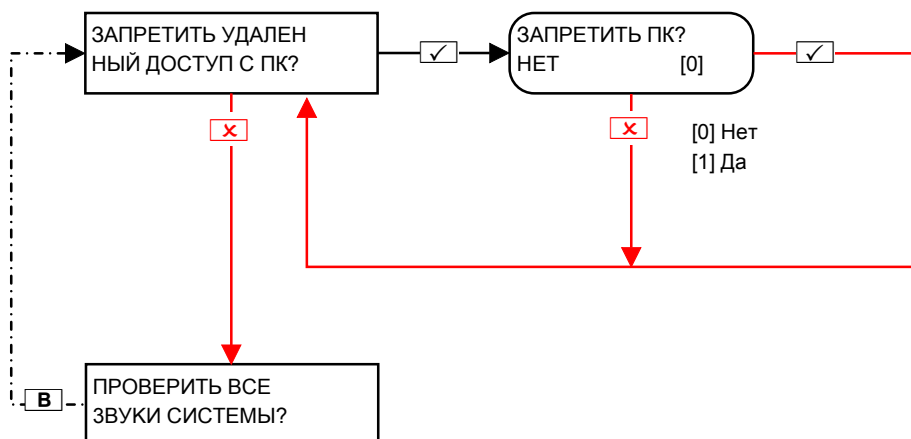 ЗАПРЕТИТЬ УДАЛЕН
НЫЙ ДОСТУП С ПК?
ЗАПРЕТИТЬ ПК?
НЕТ [0]
[0] Нет
[1] Да
ПРОВЕРИТЬ ВСЕ
ЗВУКИ СИСТЕМЫ?
B